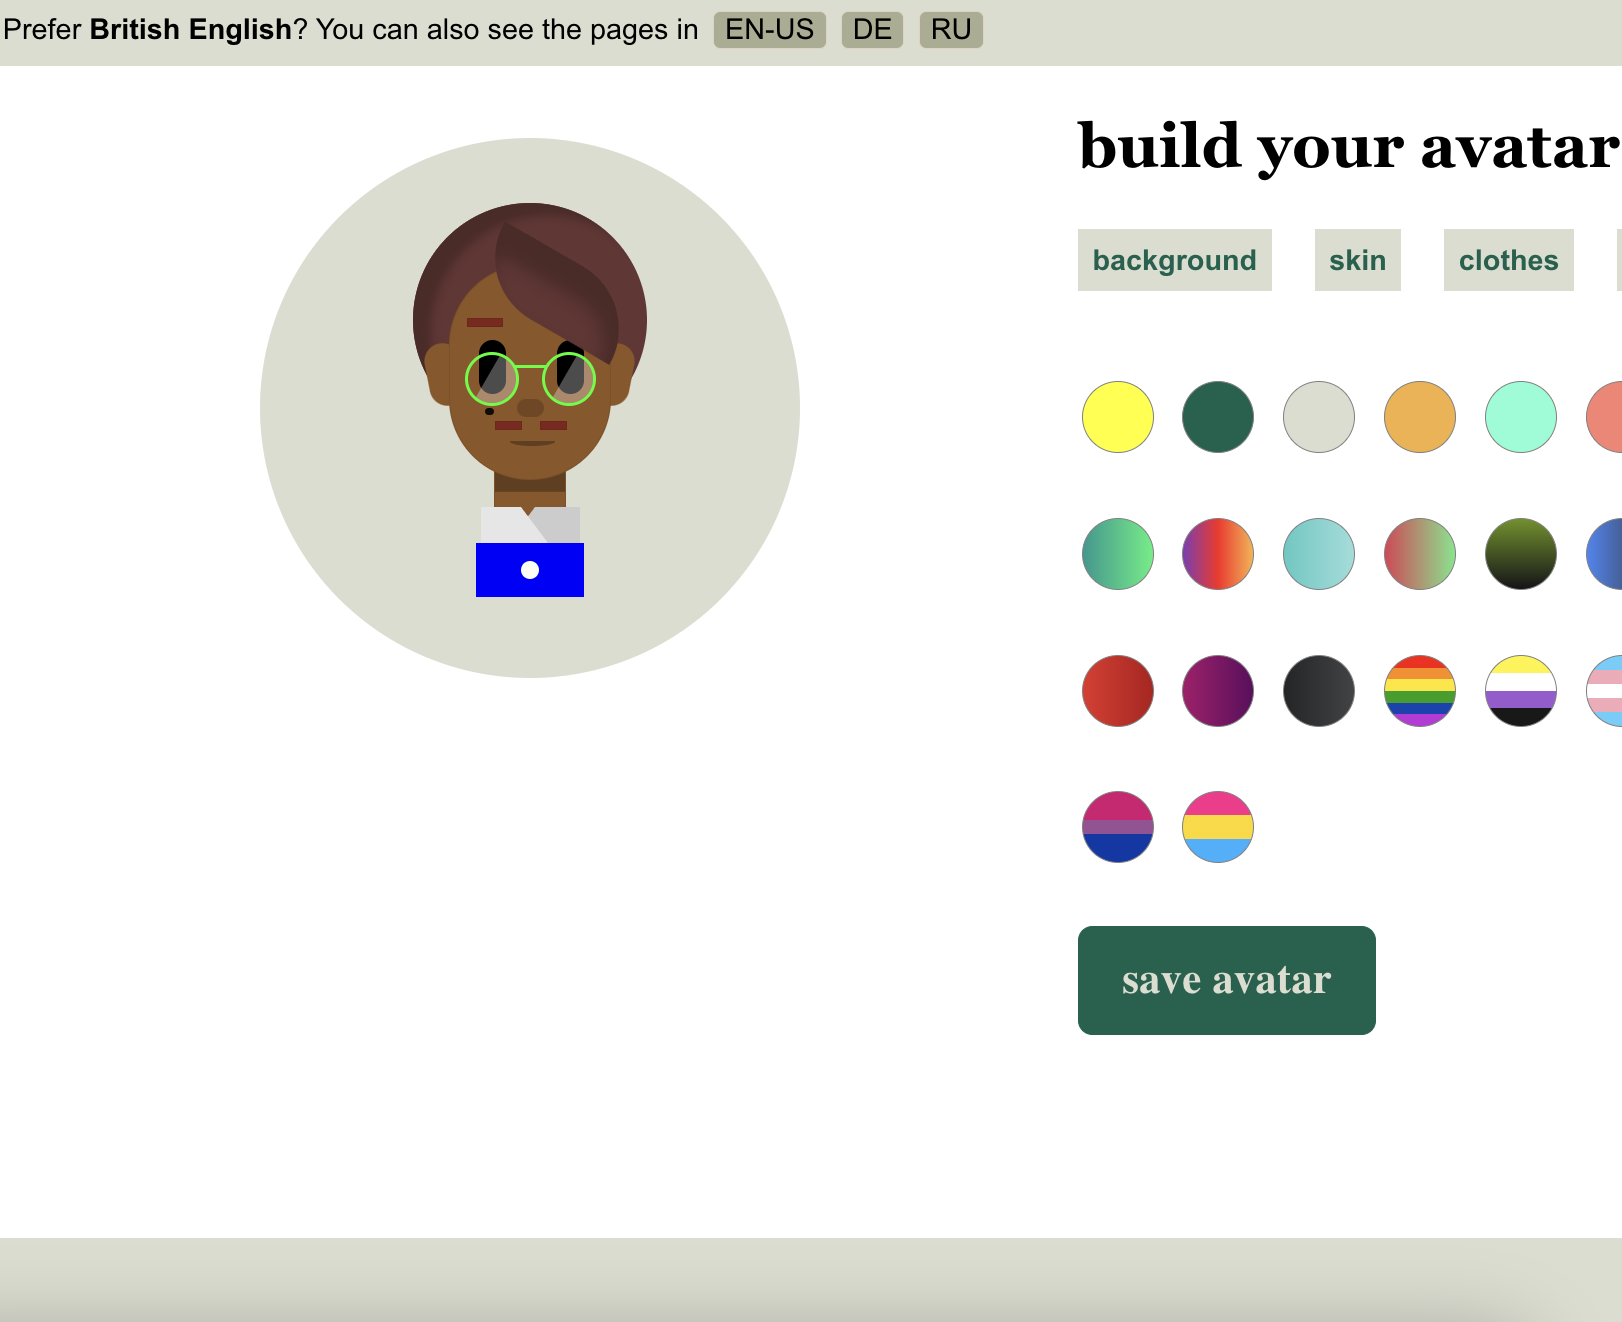 Prefer British English? You can also see the pages in EN-US DE RU
build your avatar
background skin clothes
save avatar